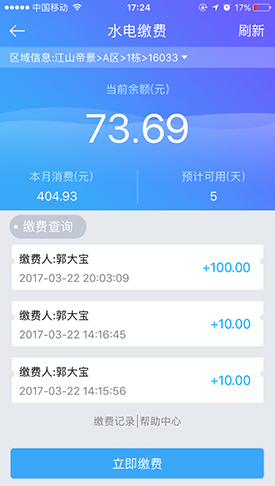 中国移动 17:24 17%
水电缴费 刷新
区域信息:江山帝景>A区>1栋>16033
当前余额(元)
73.69
本月消费(元) 预计可用(天)
404.93 5
缴费查询
缴费人:郭大宝
2017-03-22 20:03:09
+100.00
缴费人:郭大宝
2017-03-22 14:16:45
+10.00
缴费人:郭大宝
2017-03-22 14:15:56
+10.00
缴费记录|帮助中心
立即缴费